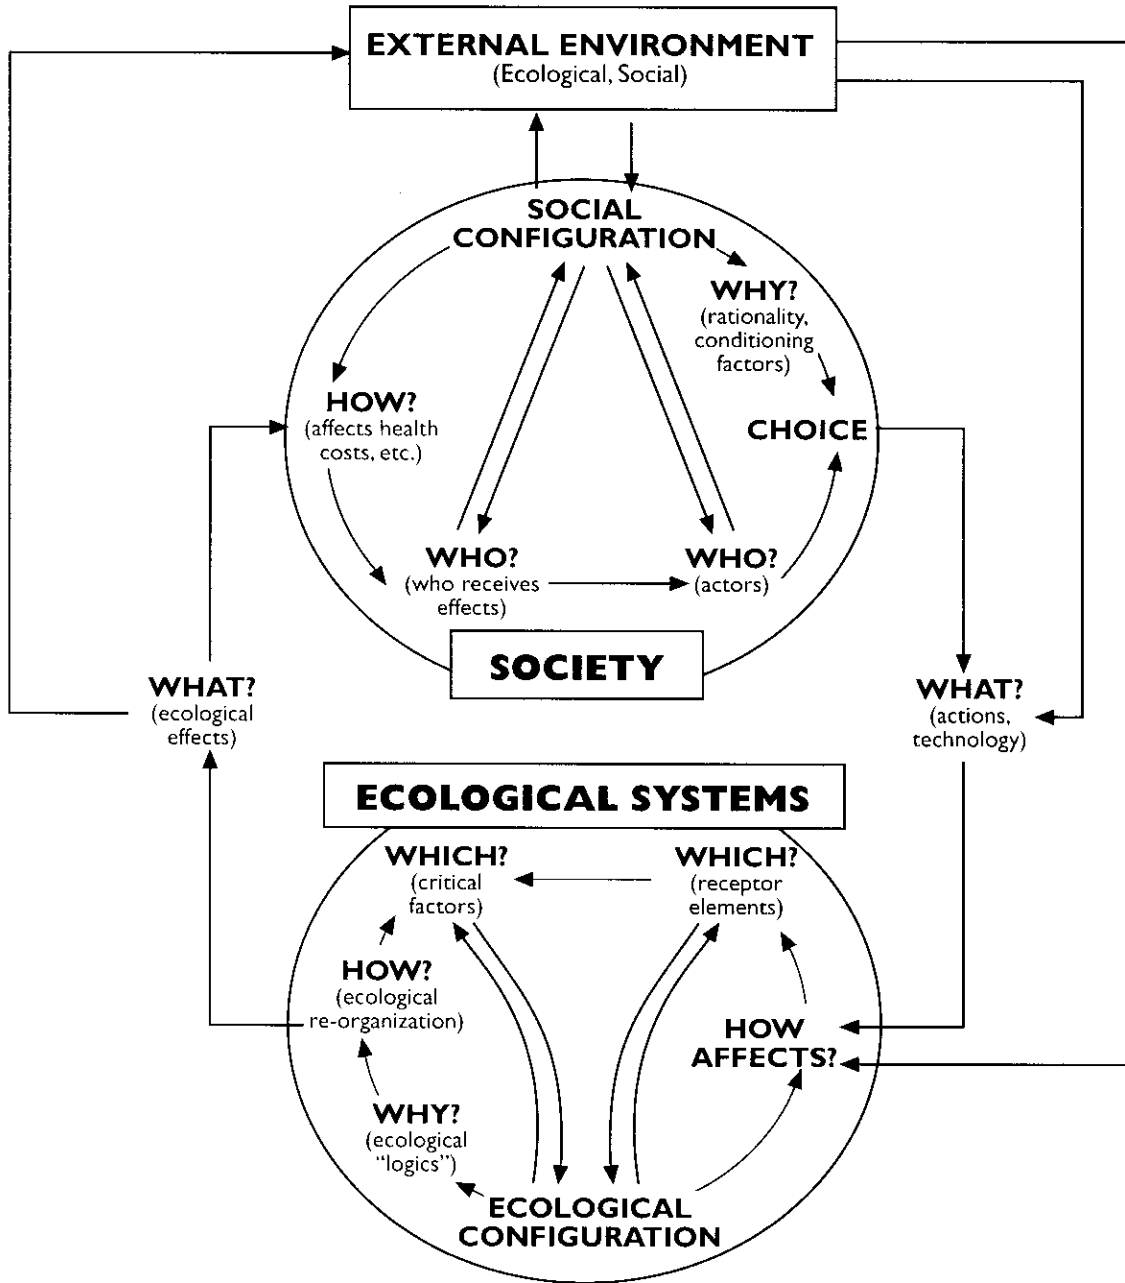 EXTERNAL ENVIRONMENT
(Ecological, Social)
SOCIAL
CONFIGURATION
WHY?
(rationality,
conditioning
factors)
HOW?
(affects health
costs, etc.)
CHOICE
WHO?
(who receives
effects)
WHO?
(actors)
SOCIETY
WHAT?
(ecological
effects)
WHAT?
(actions,
technology)
ECOLOGICAL SYSTEMS
WHICH?
(critical
factors)
WHICH?
(receptor
elements)
HOW?
(ecological
re-organization)
HOW
AFFECTS?
WHY?
(ecological
"logics")
ECOLOGICAL
CONFIGURATION